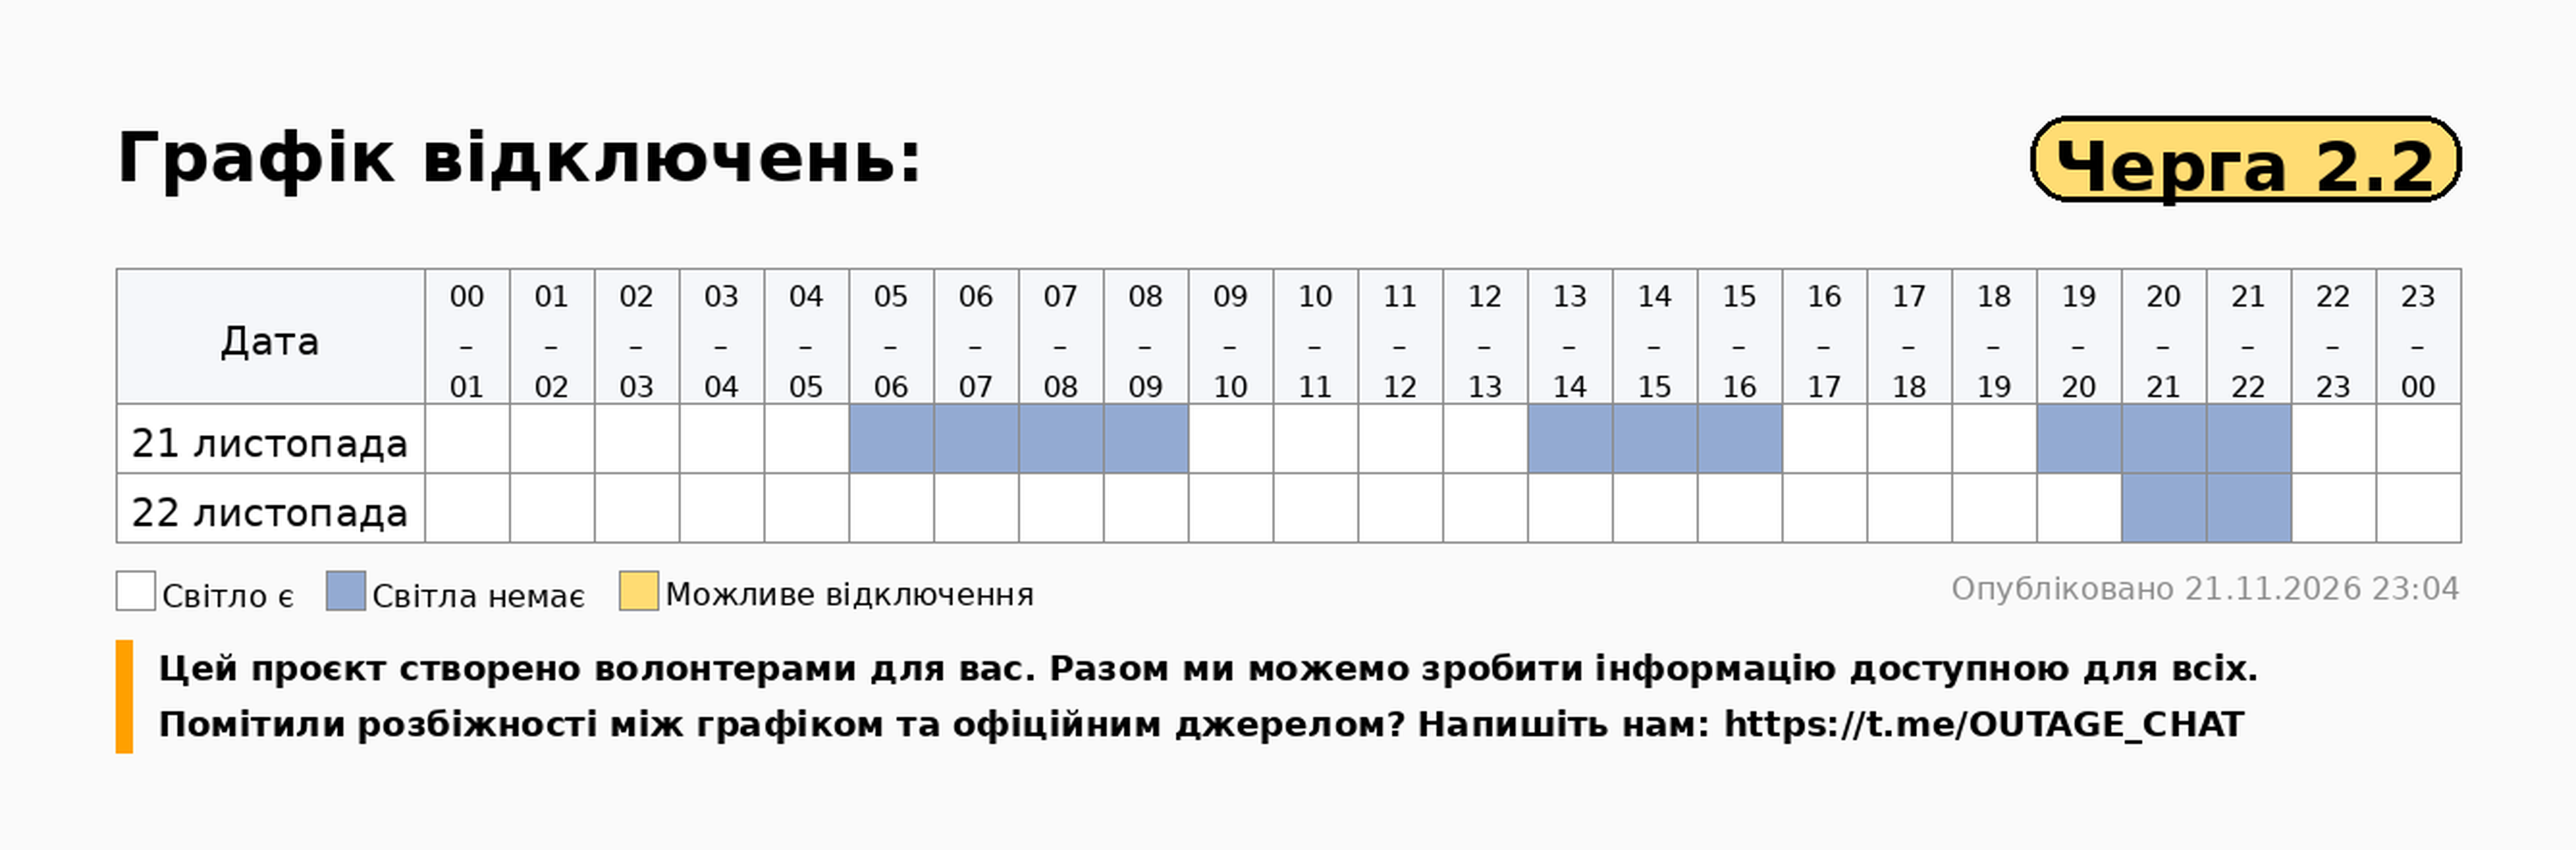 Графік відключень:
Черга 2.2
Дата
00 – 01
01 – 02
02 – 03
03 – 04
04 – 05
05 – 06
06 – 07
07 – 08
08 – 09
09 – 10
10 – 11
11 – 12
12 – 13
13 – 14
14 – 15
15 – 16
16 – 17
17 – 18
18 – 19
19 – 20
20 – 21
21 – 22
22 – 23
23 – 00
21 листопада
22 листопада
Світло є
Світла немає
Можливе відключення
Опубліковано 21.11.2026 23:04
Цей проєкт створено волонтерами для вас. Разом ми можемо зробити інформацію доступною для всіх.
Помітили розбіжності між графіком та офіційним джерелом? Напишіть нам: https://t.me/OUTAGE_CHAT